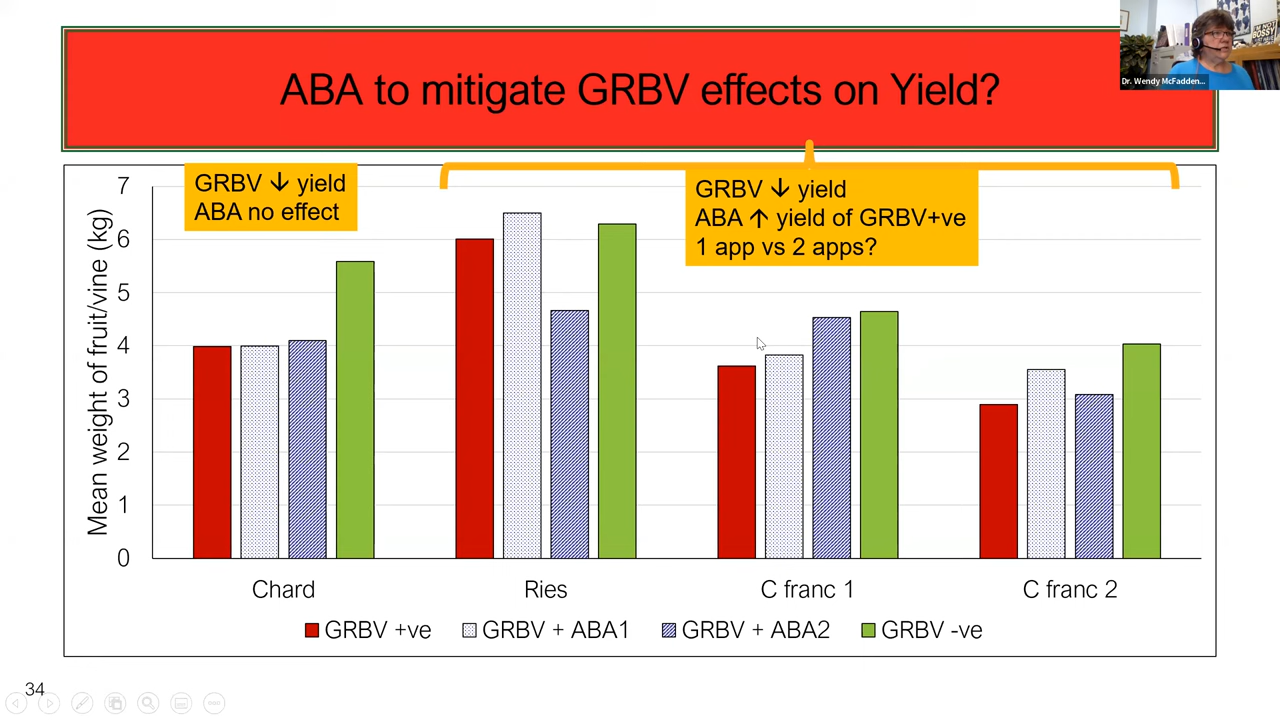 ABA to mitigate GRBV effects on Yield?
I'M NOT
BOSSY
Dr. Wendy McFadden...
GRBV ↓ yield
ABA no effect
GRBV ↓ yield
ABA ↑ yield of GRBV+ve
1 app vs 2 apps?
Mean weight of fruit/vine (kg)
7
6
5
4
3
2
1
0
Chard
Ries
C franc 1
C franc 2
GRBV +ve
GRBV + ABA1
GRBV + ABA2
GRBV -ve
34